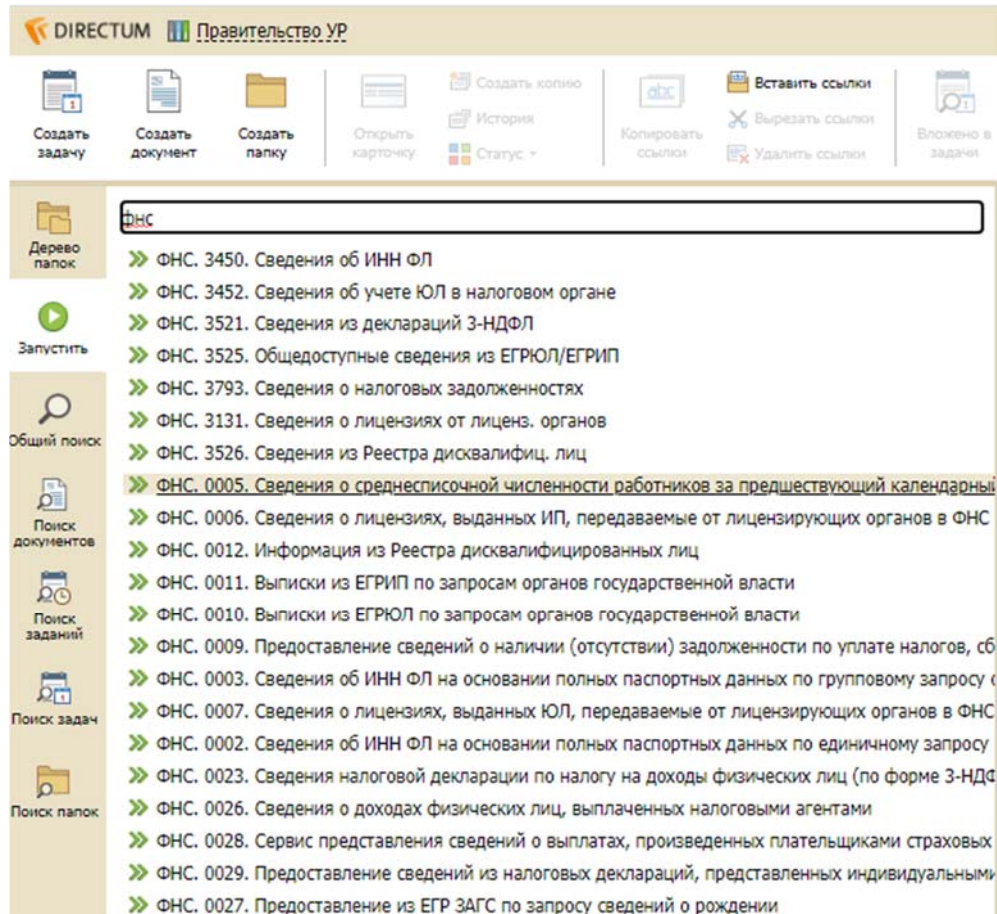 DIRECTUM Правительство УР
Создать задачу
Создать документ
Создать папку
Открыть карточку
Создать копию
История
Статус
Копировать ссылки
Вставить ссылки
Вырезать ссылки
Удалить ссылки
Вложено в задачи
Дерево папок
Запустить
Общий поиск
Поиск документов
Поиск заданий
Поиск задач
Поиск папок
фнс
ФНС. 3450. Сведения об ИНН ФЛ
ФНС. 3452. Сведения об учете ЮЛ в налоговом органе
ФНС. 3521. Сведения из деклараций 3-НДФЛ
ФНС. 3525. Общедоступные сведения из ЕГРЮЛ/ЕГРИП
ФНС. 3793. Сведения о налоговых задолженностях
ФНС. 3131. Сведения о лицензиях от лиценз. органов
ФНС. 3526. Сведения из Реестра дисквалифиц. лиц
ФНС. 0005. Сведения о среднесписочной численности работников за предшествующий календарный
ФНС. 0006. Сведения о лицензиях, выданных ИП, передаваемые от лицензирующих органов в ФНС
ФНС. 0012. Информация из Реестра дисквалифицированных лиц
ФНС. 0011. Выписки из ЕГРИП по запросам органов государственной власти
ФНС. 0010. Выписки из ЕГРЮЛ по запросам органов государственной власти
ФНС. 0009. Предоставление сведений о наличии (отсутствии) задолженности по уплате налогов, сб
ФНС. 0003. Сведения об ИНН ФЛ на основании полных паспортных данных по групповому запросу
ФНС. 0007. Сведения о лицензиях, выданных ЮЛ, передаваемые от лицензирующих органов в ФНС
ФНС. 0002. Сведения об ИНН ФЛ на основании полных паспортных данных по единичному запросу
ФНС. 0023. Сведения налоговой декларации по налогу на доходы физических лиц (по форме 3-НДФ
ФНС. 0026. Сведения о доходах физических лиц, выплаченных налоговыми агентами
ФНС. 0028. Сервис представления сведений о выплатах, произведенных плательщиками страховых
ФНС. 0029. Предоставление сведений из налоговых деклараций, представленных индивидуальными
ФНС. 0027. Предоставление из ЕГР ЗАГС по запросу сведений о рождении